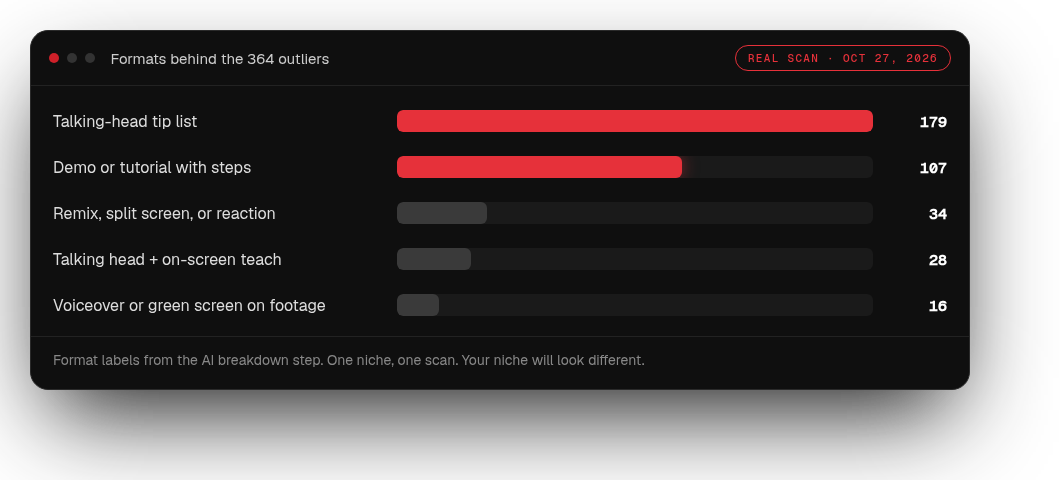 Formats behind the 364 outliers
REAL SCAN · OCT 27, 2026
Talking-head tip list 179
Demo or tutorial with steps 107
Remix, split screen, or reaction 34
Talking head + on-screen teach 28
Voiceover or green screen on footage 16
Format labels from the AI breakdown step. One niche, one scan. Your niche will look different.